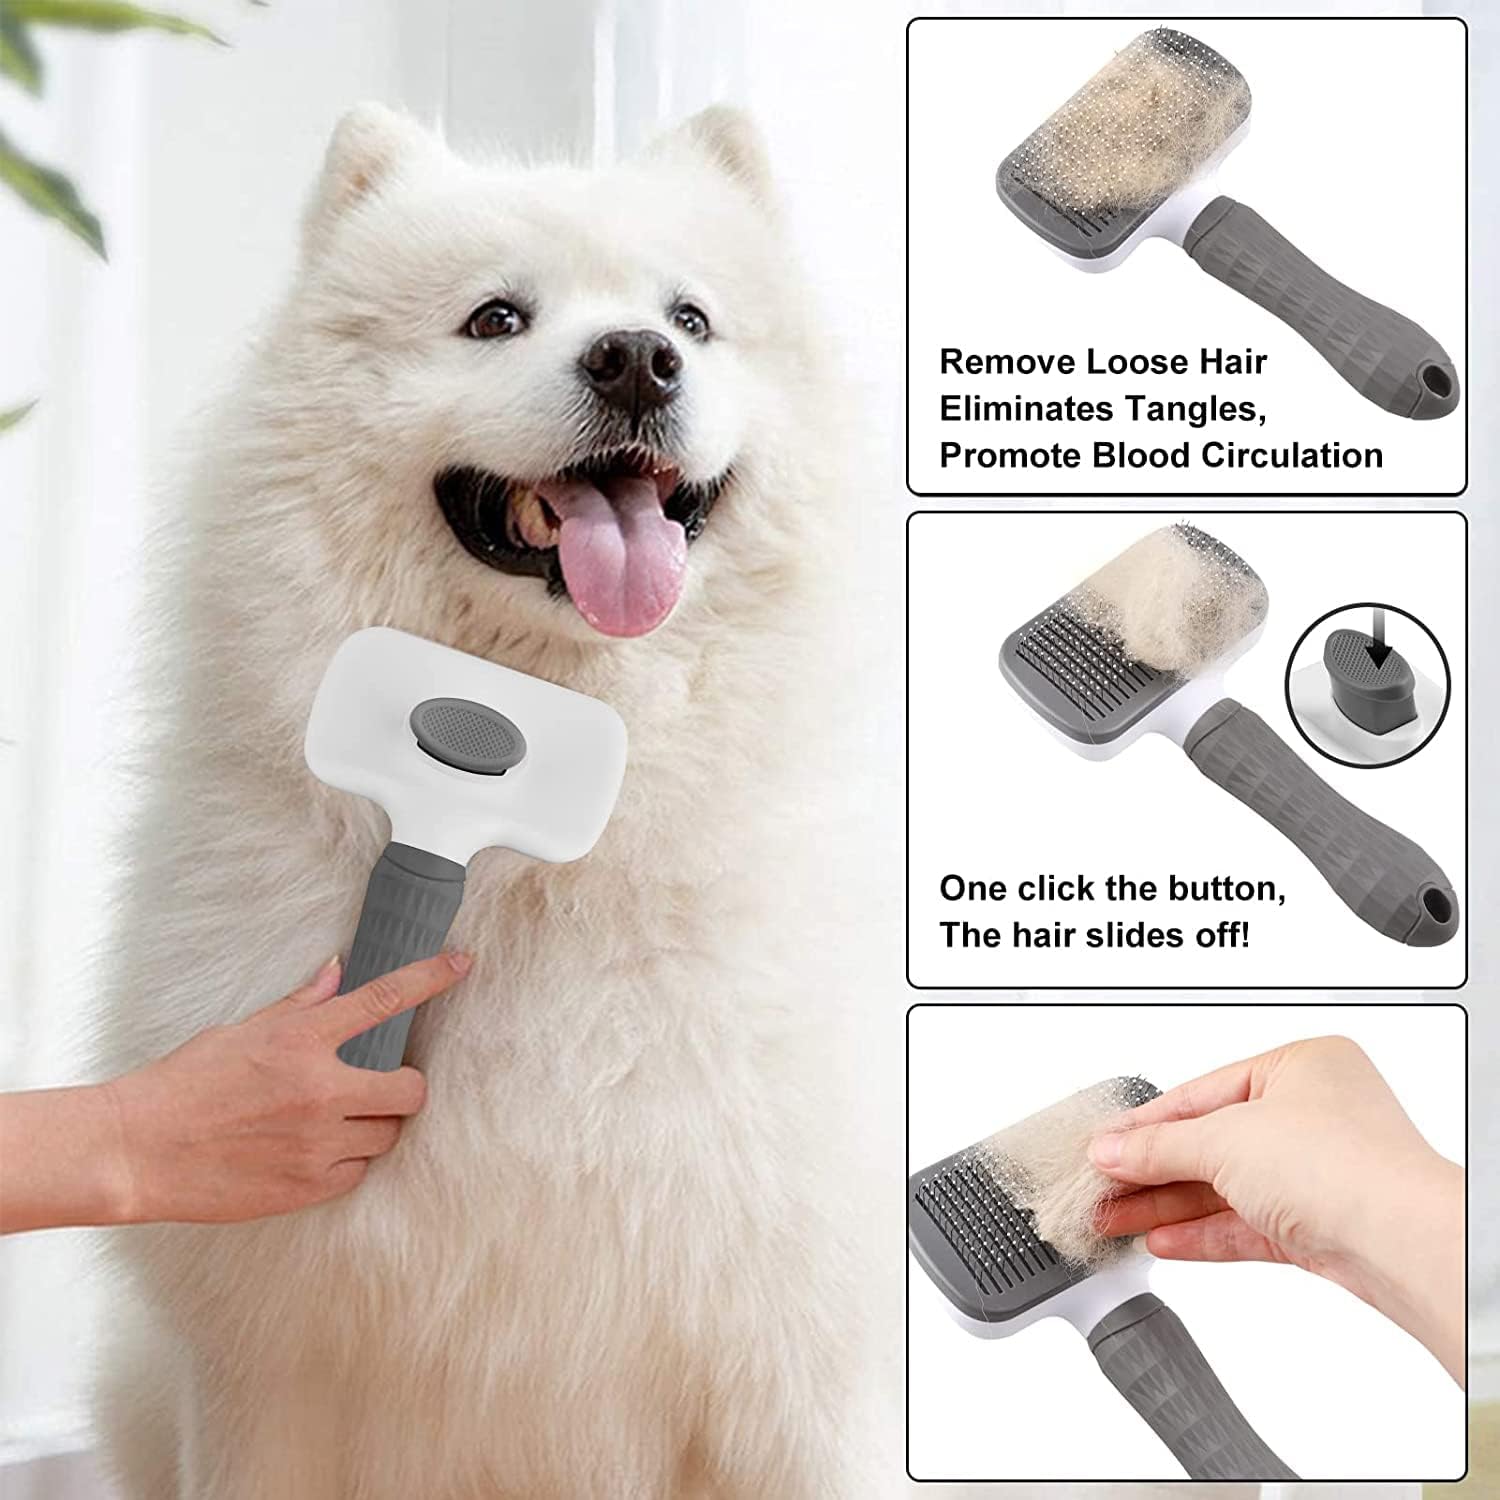 Remove Loose Hair
Eliminates Tangles,
Promote Blood Circulation
One click the button,
The hair slides off!